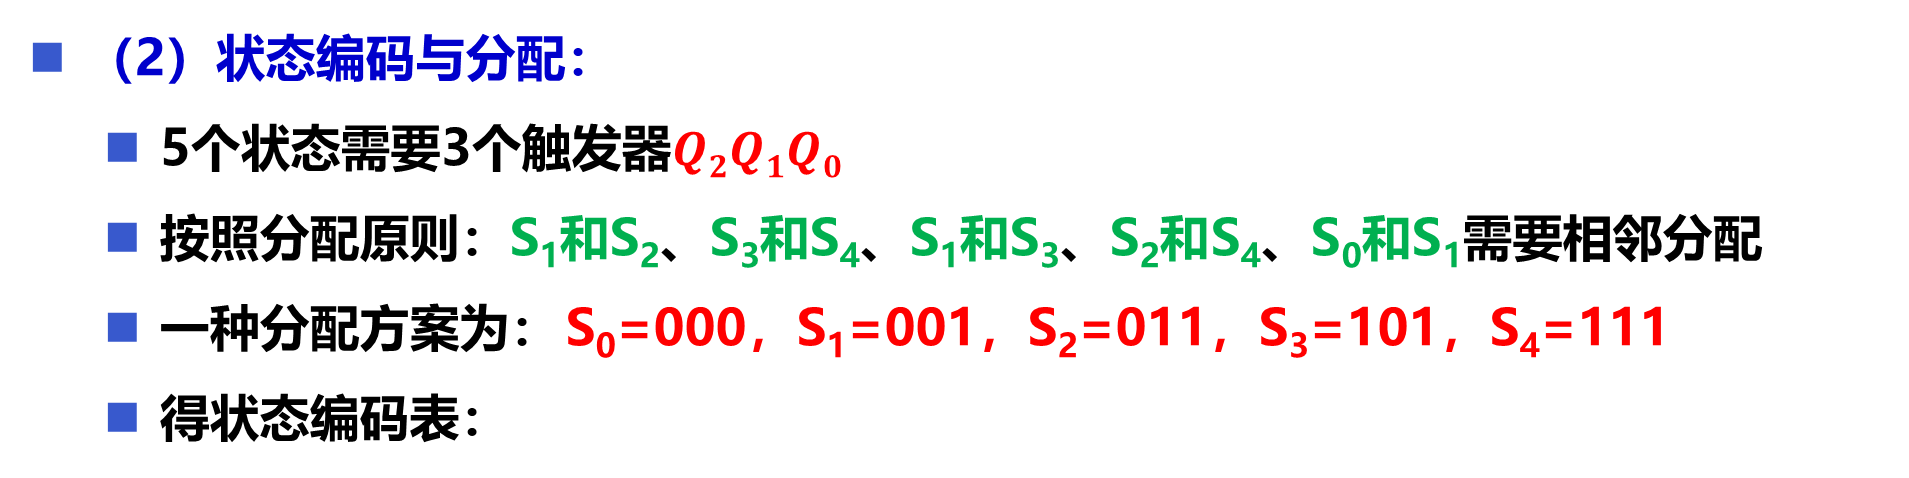 （2）状态编码与分配：
5个状态需要3个触发器Q₂Q₁Q₀
按照分配原则：S₁和S₂、S₃和S₄、S₁和S₃、S₂和S₄、S₀和S₁需要相邻分配
一种分配方案为：S₀=000，S₁=001，S₂=011，S₃=101，S₄=111
得状态编码表：